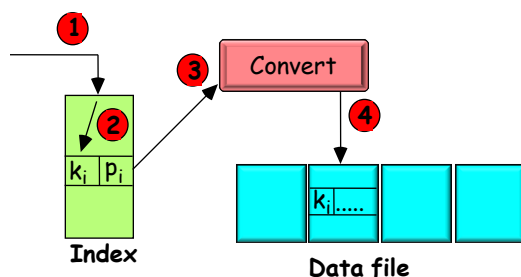 1
3
Convert
2
4
kᵢ pᵢ
kᵢ .....
Index
Data file